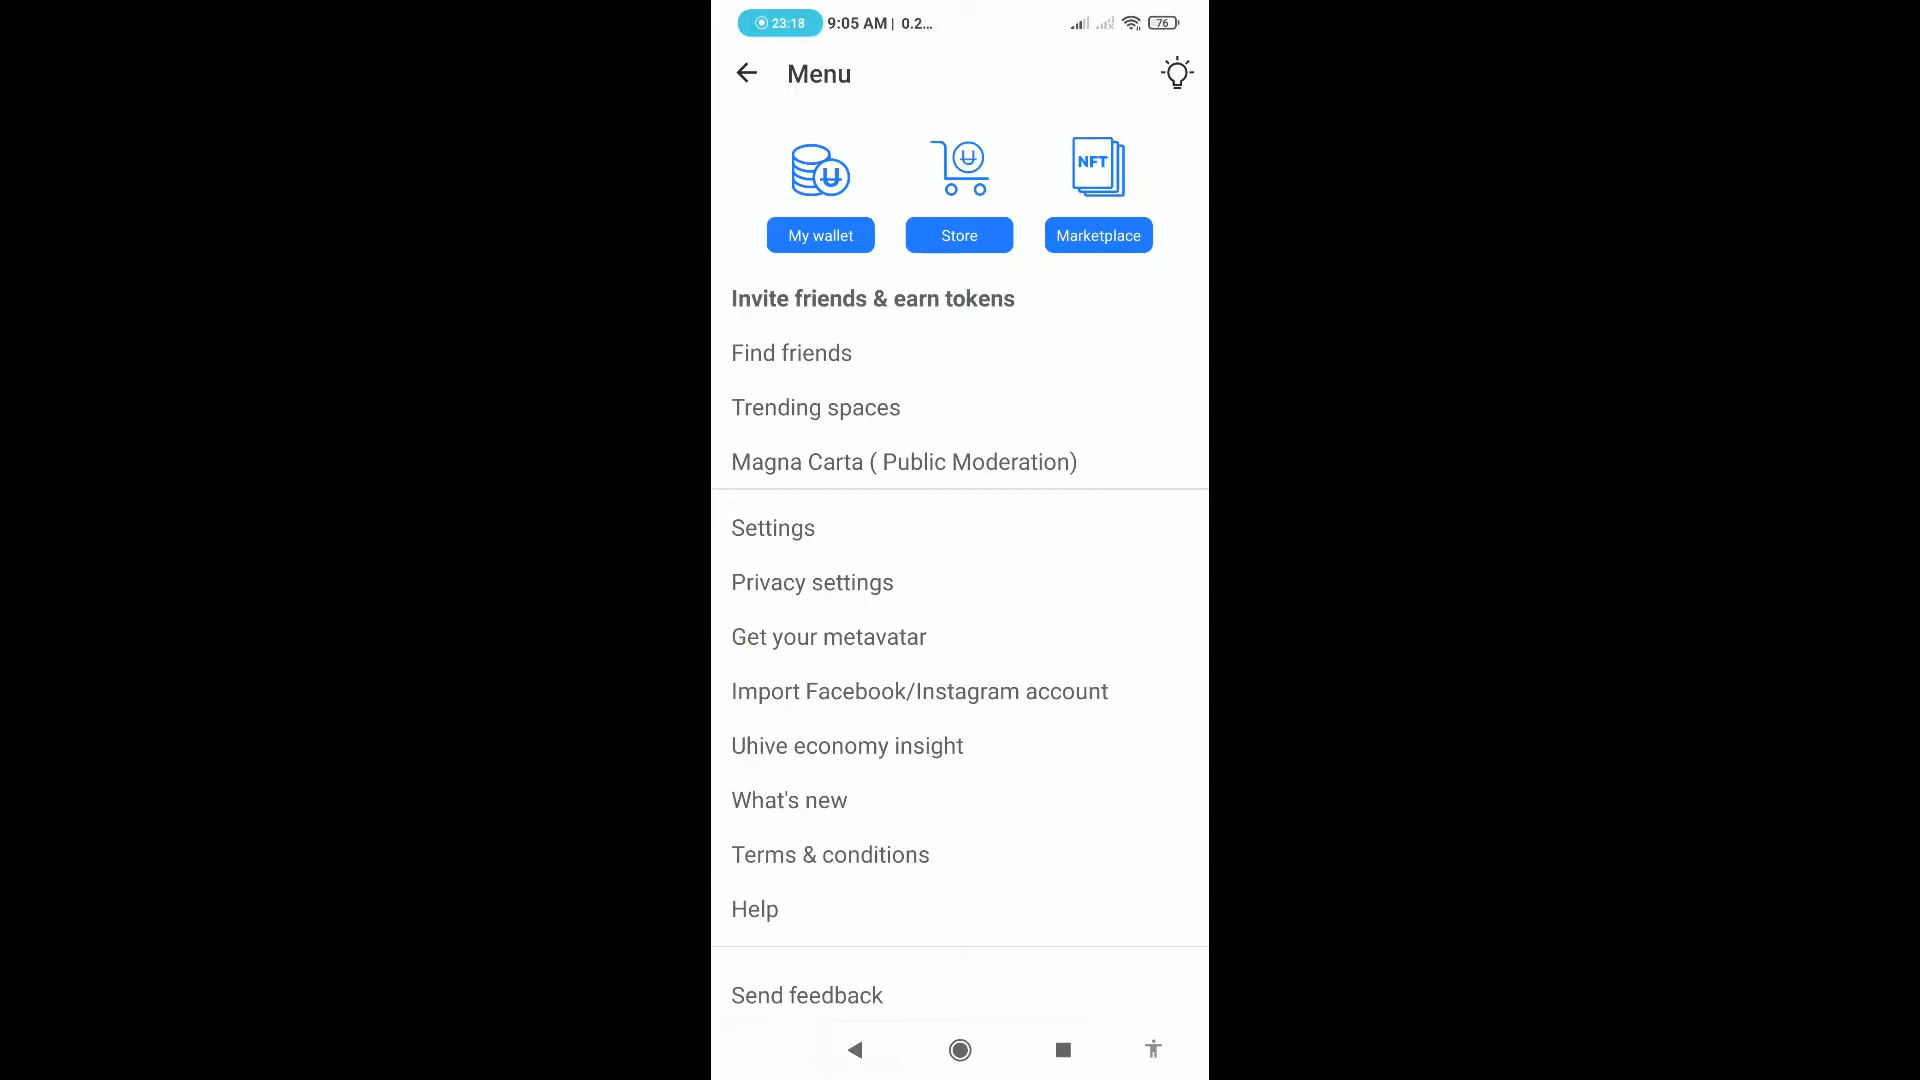 23:18 9:05 AM | 0.2... 76
Menu
NFT
My wallet Store Marketplace
Invite friends & earn tokens
Find friends
Trending spaces
Magna Carta ( Public Moderation)
Settings
Privacy settings
Get your metavatar
Import Facebook/Instagram account
Uhive economy insight
What's new
Terms & conditions
Help
Send feedback